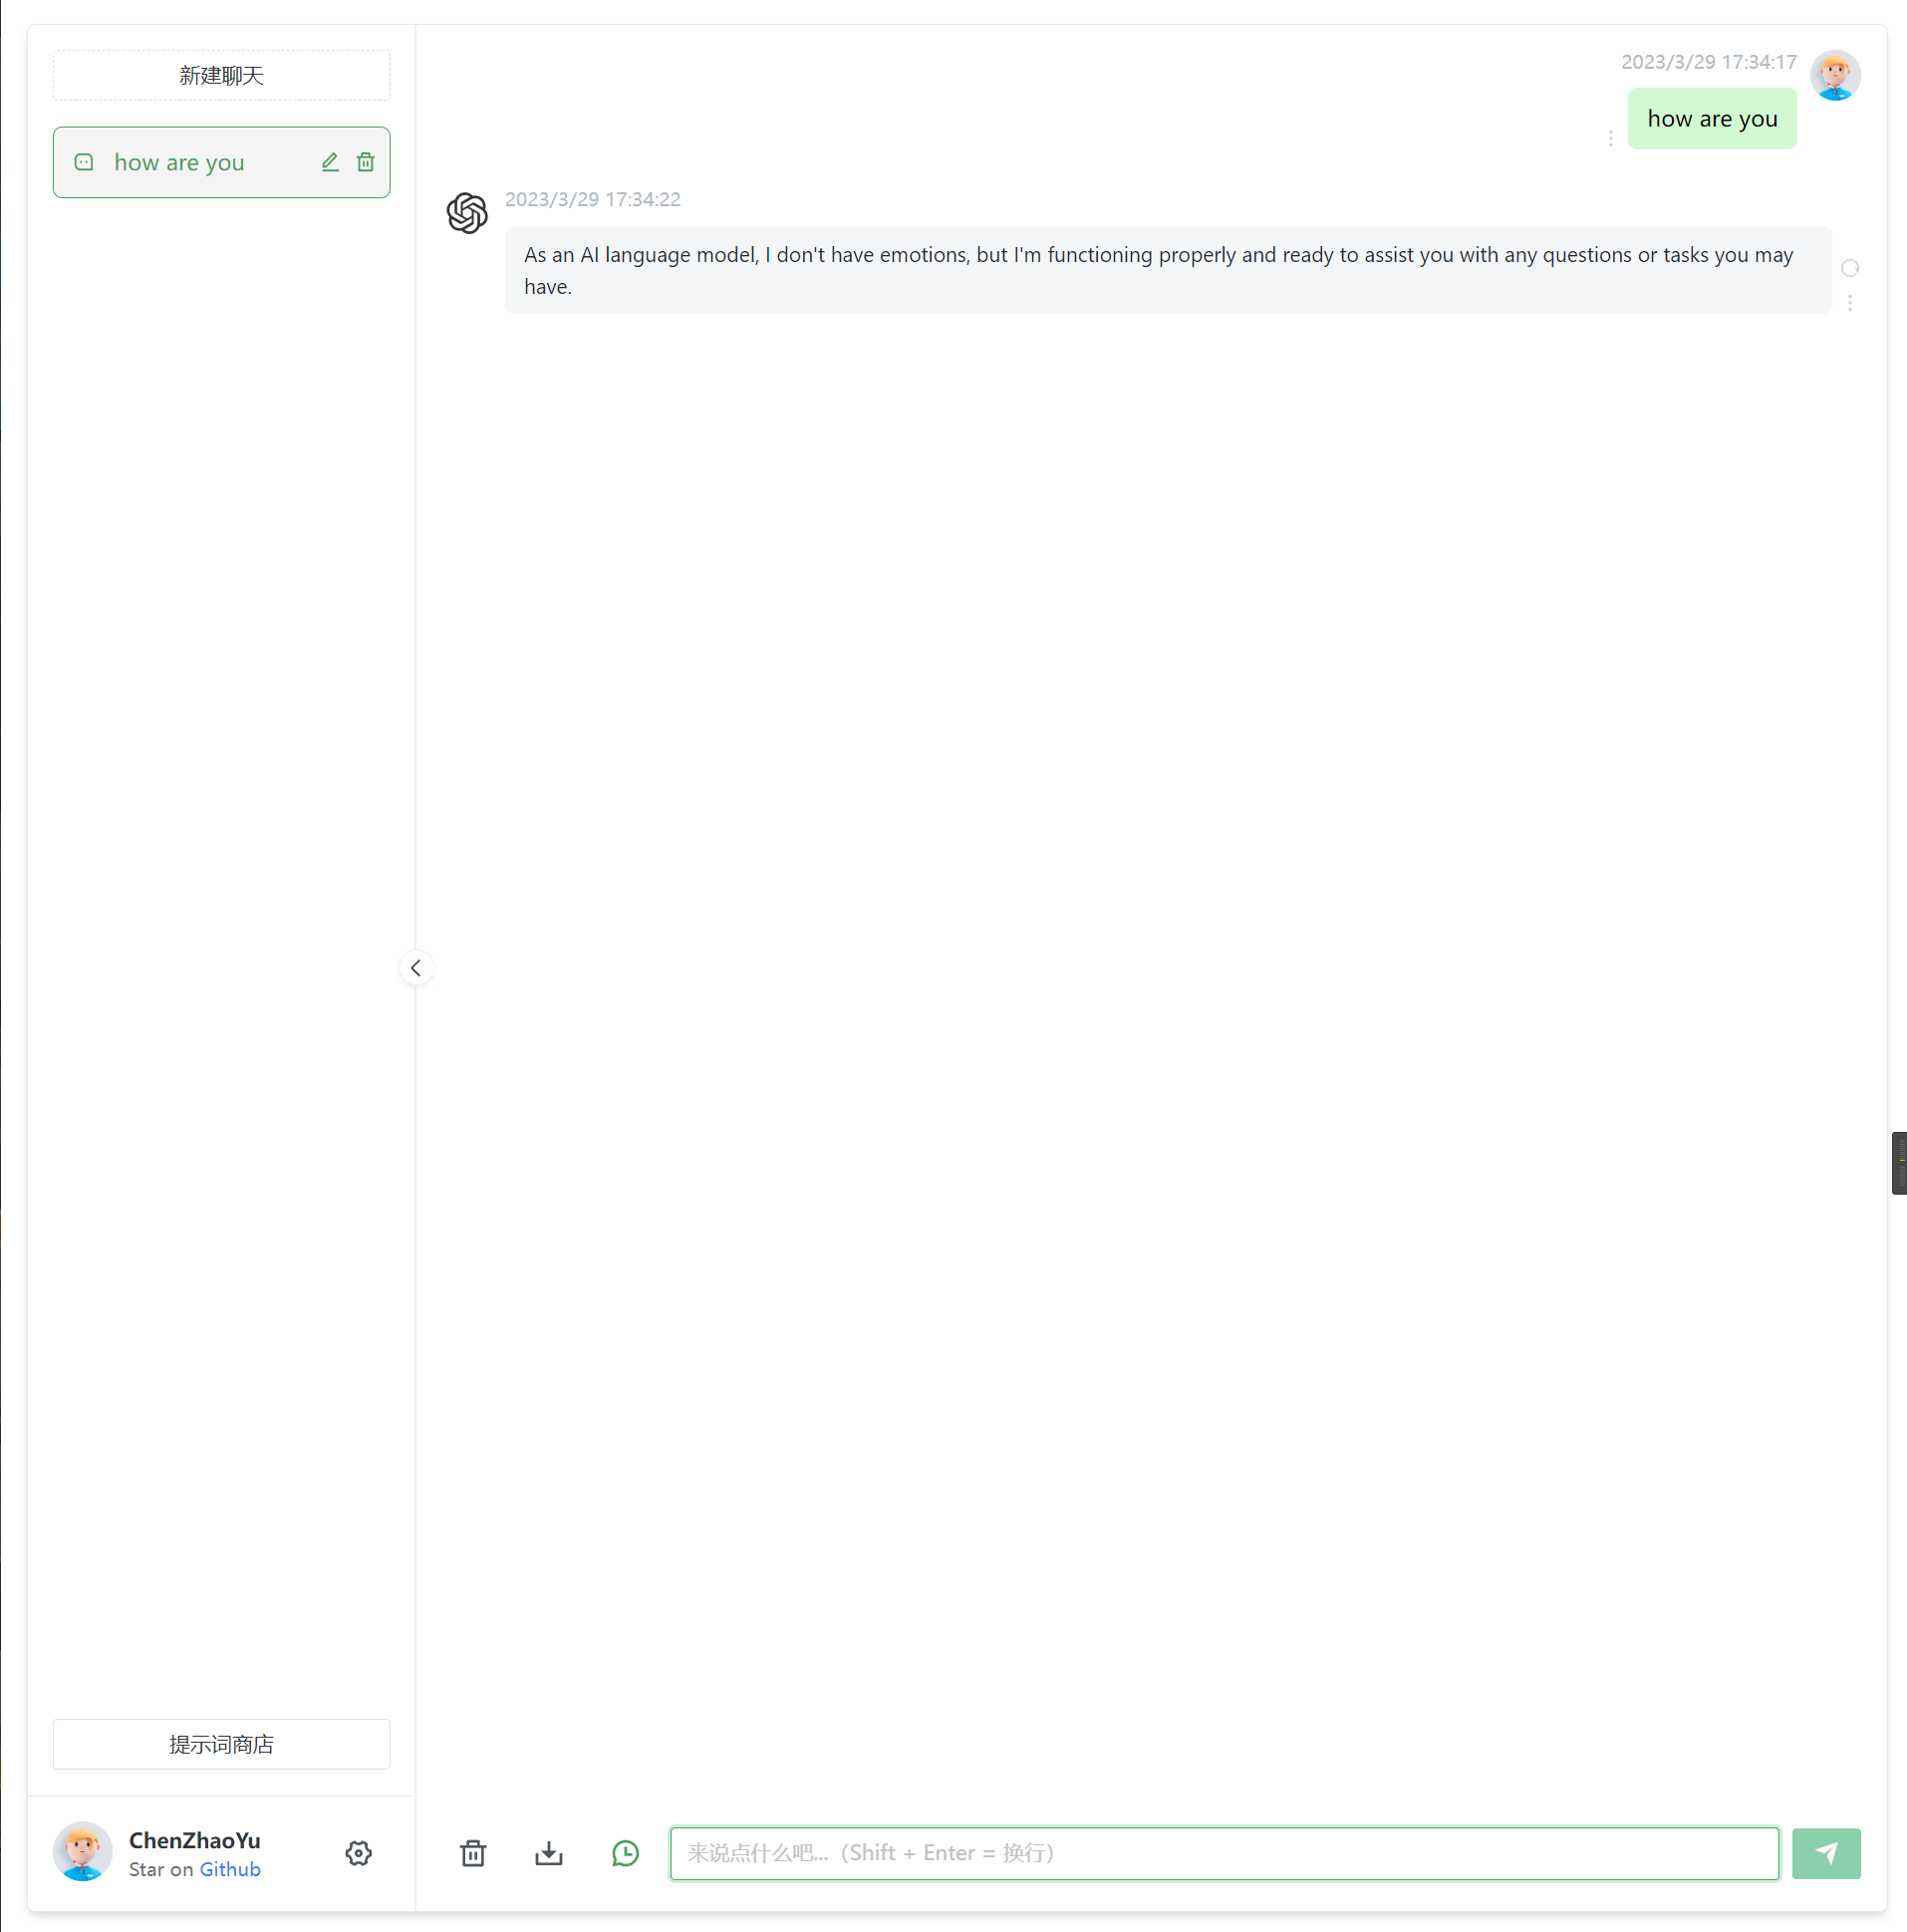 新建聊天
how are you
2023/3/29 17:34:17
how are you
2023/3/29 17:34:22
As an AI language model, I don't have emotions, but I'm functioning properly and ready to assist you with any questions or tasks you may
have.
提示词商店
ChenZhaoYu
Star on Github
来说点什么吧...（Shift + Enter = 换行）